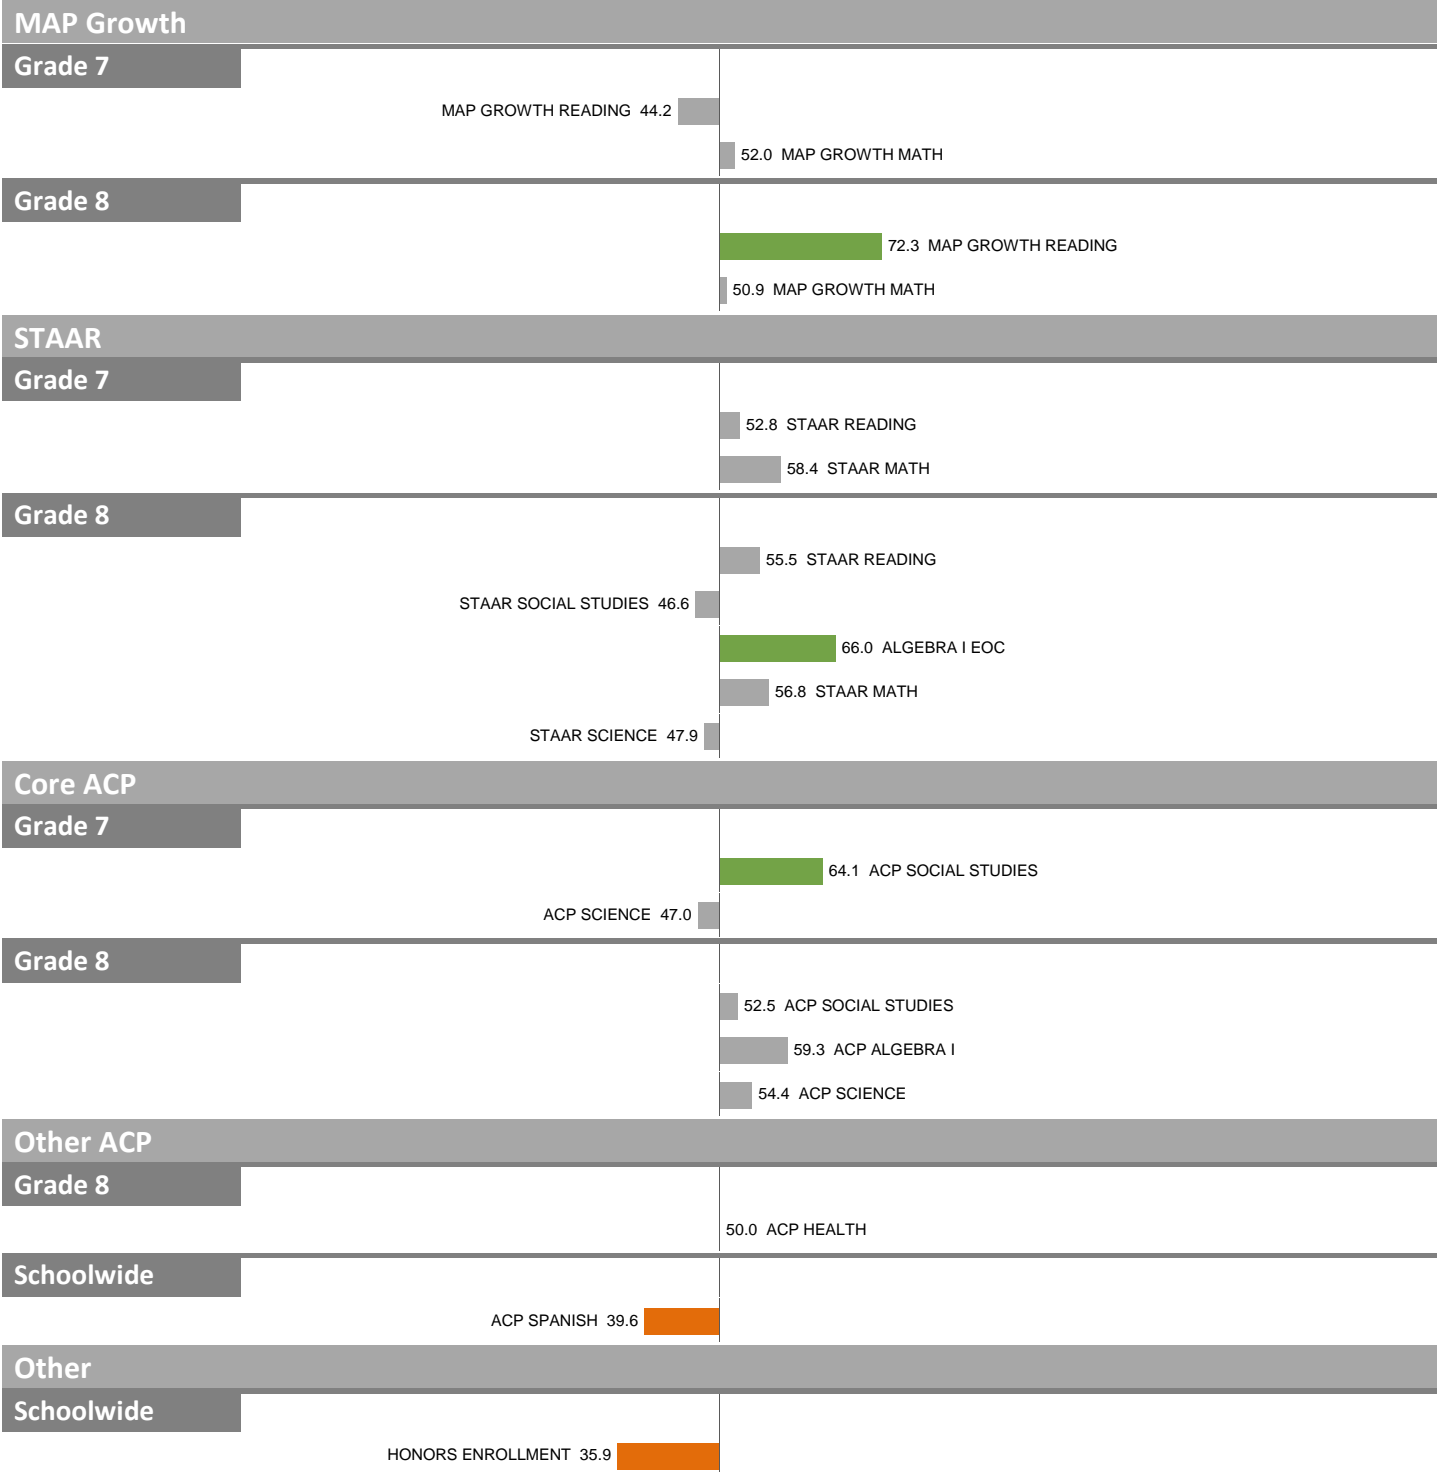 MAP Growth
Grade 7
MAP GROWTH READING 44.2
52.0 MAP GROWTH MATH
Grade 8
72.3 MAP GROWTH READING
50.9 MAP GROWTH MATH
STAAR
Grade 7
52.8 STAAR READING
58.4 STAAR MATH
Grade 8
55.5 STAAR READING
STAAR SOCIAL STUDIES 46.6
66.0 ALGEBRA I EOC
56.8 STAAR MATH
STAAR SCIENCE 47.9
Core ACP
Grade 7
64.1 ACP SOCIAL STUDIES
ACP SCIENCE 47.0
Grade 8
52.5 ACP SOCIAL STUDIES
59.3 ACP ALGEBRA I
54.4 ACP SCIENCE
Other ACP
Grade 8
50.0 ACP HEALTH
Schoolwide
ACP SPANISH 39.6
Other
Schoolwide
HONORS ENROLLMENT 35.9